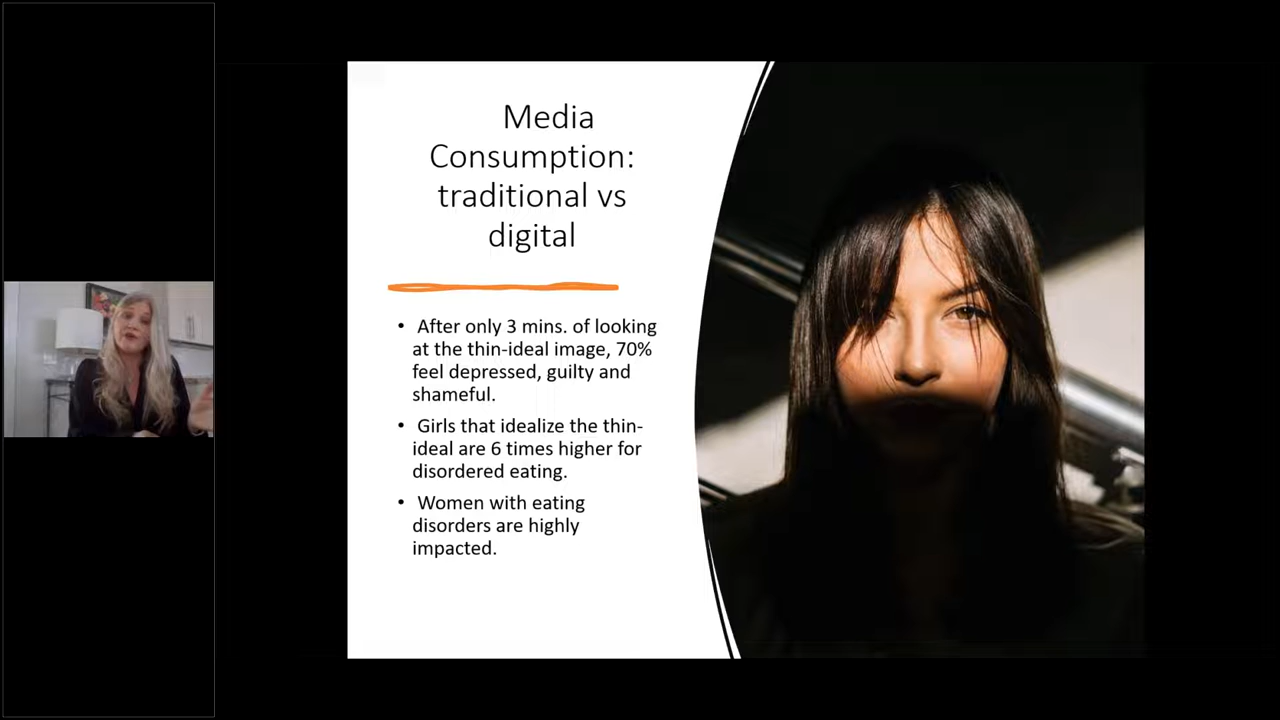 Media
Consumption:
traditional vs
digital
• After only 3 mins. of looking
at the thin-ideal image, 70%
feel depressed, guilty and
shameful.
• Girls that idealize the thin-
ideal are 6 times higher for
disordered eating.
• Women with eating
disorders are highly
impacted.